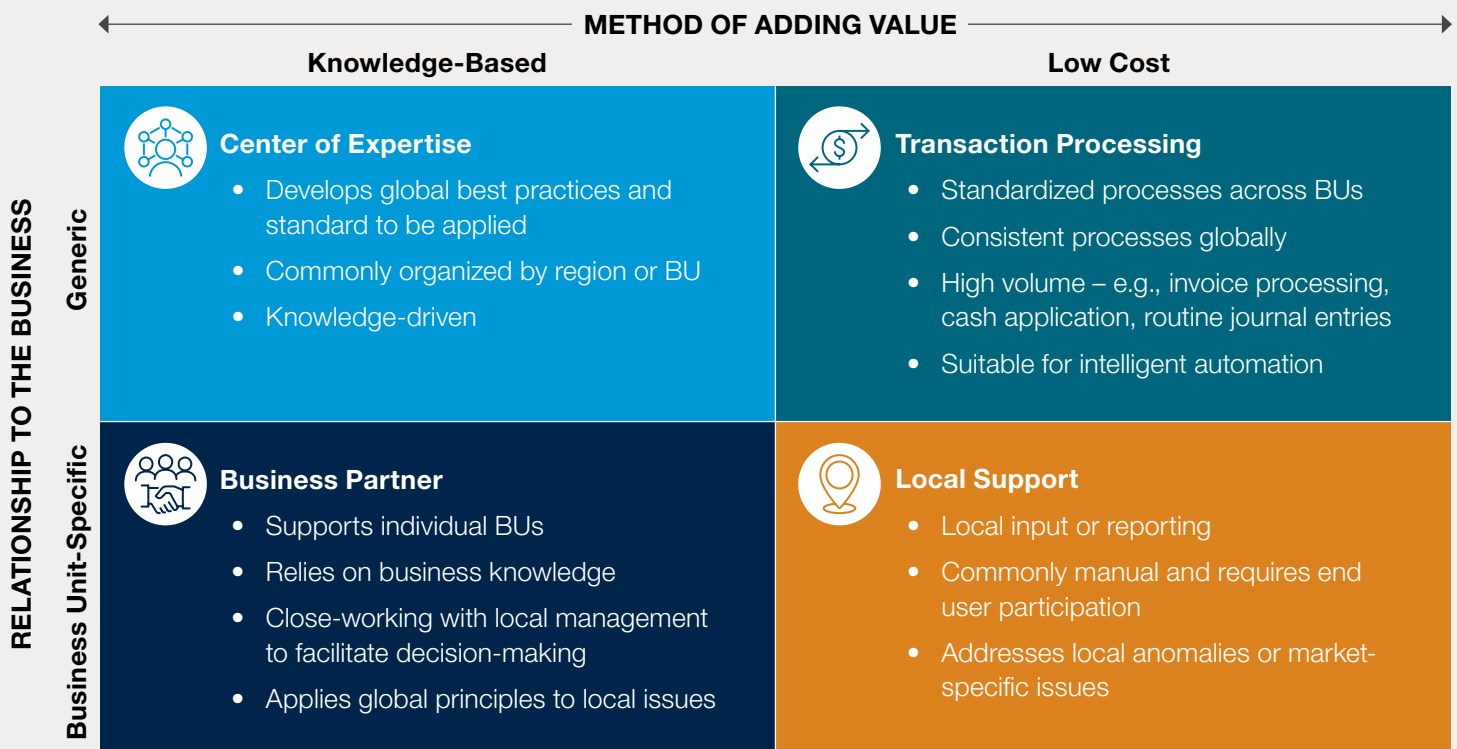 METHOD OF ADDING VALUE
Knowledge-Based
Low Cost
RELATIONSHIP TO THE BUSINESS
Generic
Center of Expertise
• Develops global best practices and
standard to be applied
• Commonly organized by region or BU
• Knowledge-driven
$
Transaction Processing
• Standardized processes across BUs
• Consistent processes globally
• High volume – e.g., invoice processing,
cash application, routine journal entries
• Suitable for intelligent automation
Business Unit-Specific
Business Partner
• Supports individual BUs
• Relies on business knowledge
• Close-working with local management
to facilitate decision-making
• Applies global principles to local issues
Local Support
• Local input or reporting
• Commonly manual and requires end
user participation
• Addresses local anomalies or market-
specific issues